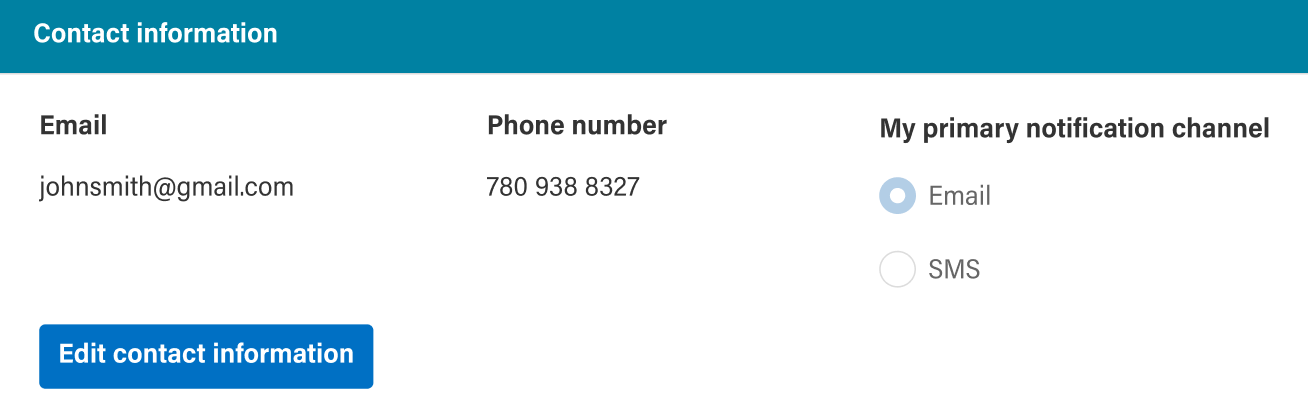 Contact information
Email
Phone number
My primary notification channel
johnsmith@gmail.com
780 938 8327
Email
SMS
Edit contact information